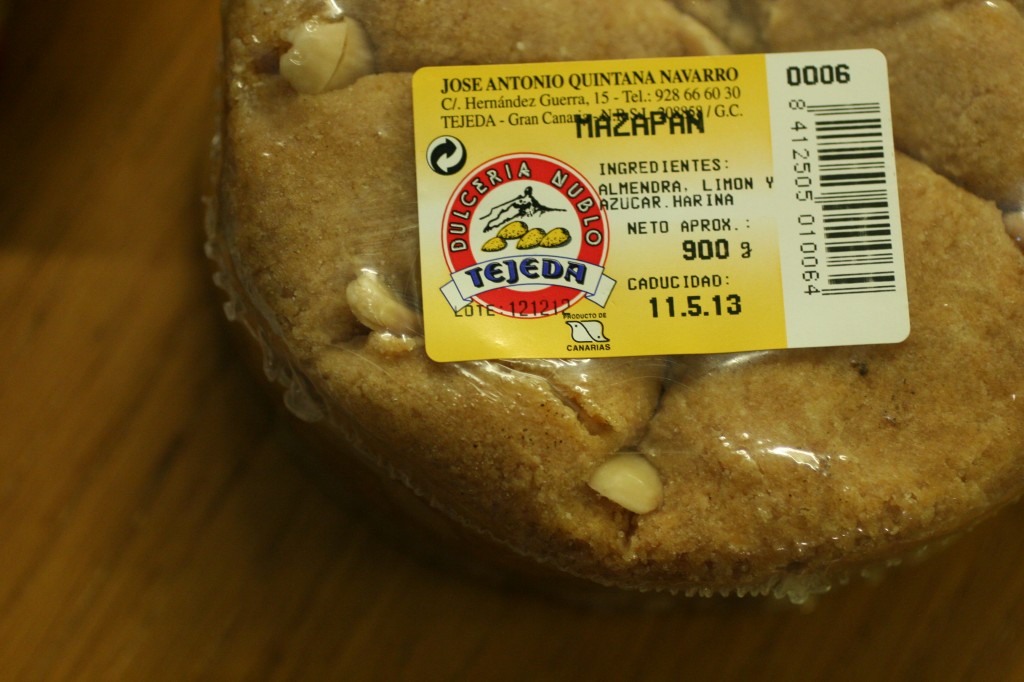 JOSE ANTONIO QUINTANA NAVARRO
C/. Hernández Guerra, 15 - Tel.: 928 66 60 30
TEJEDA - Gran Canaria - N.R.S.I. / G.C.
MAZAPAN
INGREDIENTES:
ALMENDRA, LIMON Y
AZUCAR.HARINA
NETO APROX.:
900 g
CADUCIDAD:
11.5.13
DULCERIA NUBLO
TEJEDA
LOTE: 121212
PRODUCTO DE
CANARIAS
0006
8 412505 010064